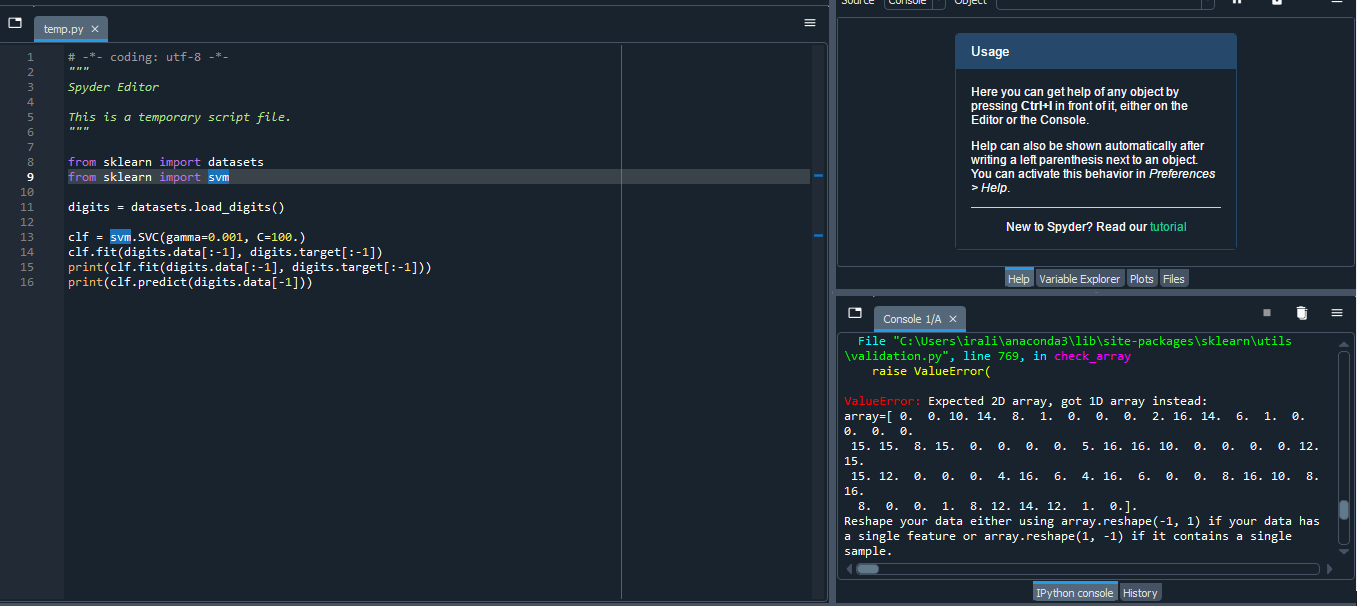 temp.py
1 # -*- coding: utf-8 -*-
2 """
3 Spyder Editor
4
5 This is a temporary script file.
6 """
7
8 from sklearn import datasets
9 from sklearn import svm
10
11 digits = datasets.load_digits()
12
13 clf = svm.SVC(gamma=0.001, C=100.)
14 clf.fit(digits.data[:-1], digits.target[:-1])
15 print(clf.fit(digits.data[:-1], digits.target[:-1]))
16 print(clf.predict(digits.data[-1]))
Source Console Object
Usage
Here you can get help of any object by
pressing Ctrl+I in front of it, either on the
Editor or the Console.
Help can also be shown automatically after
writing a left parenthesis next to an object.
You can activate this behavior in Preferences
> Help.
New to Spyder? Read our tutorial
Help Variable Explorer Plots Files
Console 1/A
File "C:\Users\irali\anaconda3\lib\site-packages\sklearn\utils
\validation.py", line 769, in check_array
raise ValueError(
ValueError: Expected 2D array, got 1D array instead:
array=[ 0.  0. 10. 14.  8.  1.  0.  0.  0.  2. 16. 14.  6.  1.  0.
0.  0.  0.
15. 15.  8. 15.  0.  0.  0.  0.  5. 16. 16. 10.  0.  0.  0.  0. 12.
15.
15. 12.  0.  0.  0.  4. 16.  6.  4. 16.  6.  0.  0.  8. 16. 10.  8.
16.
8.  0.  0.  1.  8. 12. 14. 12.  1.  0.].
Reshape your data either using array.reshape(-1, 1) if your data has
a single feature or array.reshape(1, -1) if it contains a single
sample.
IPython console History